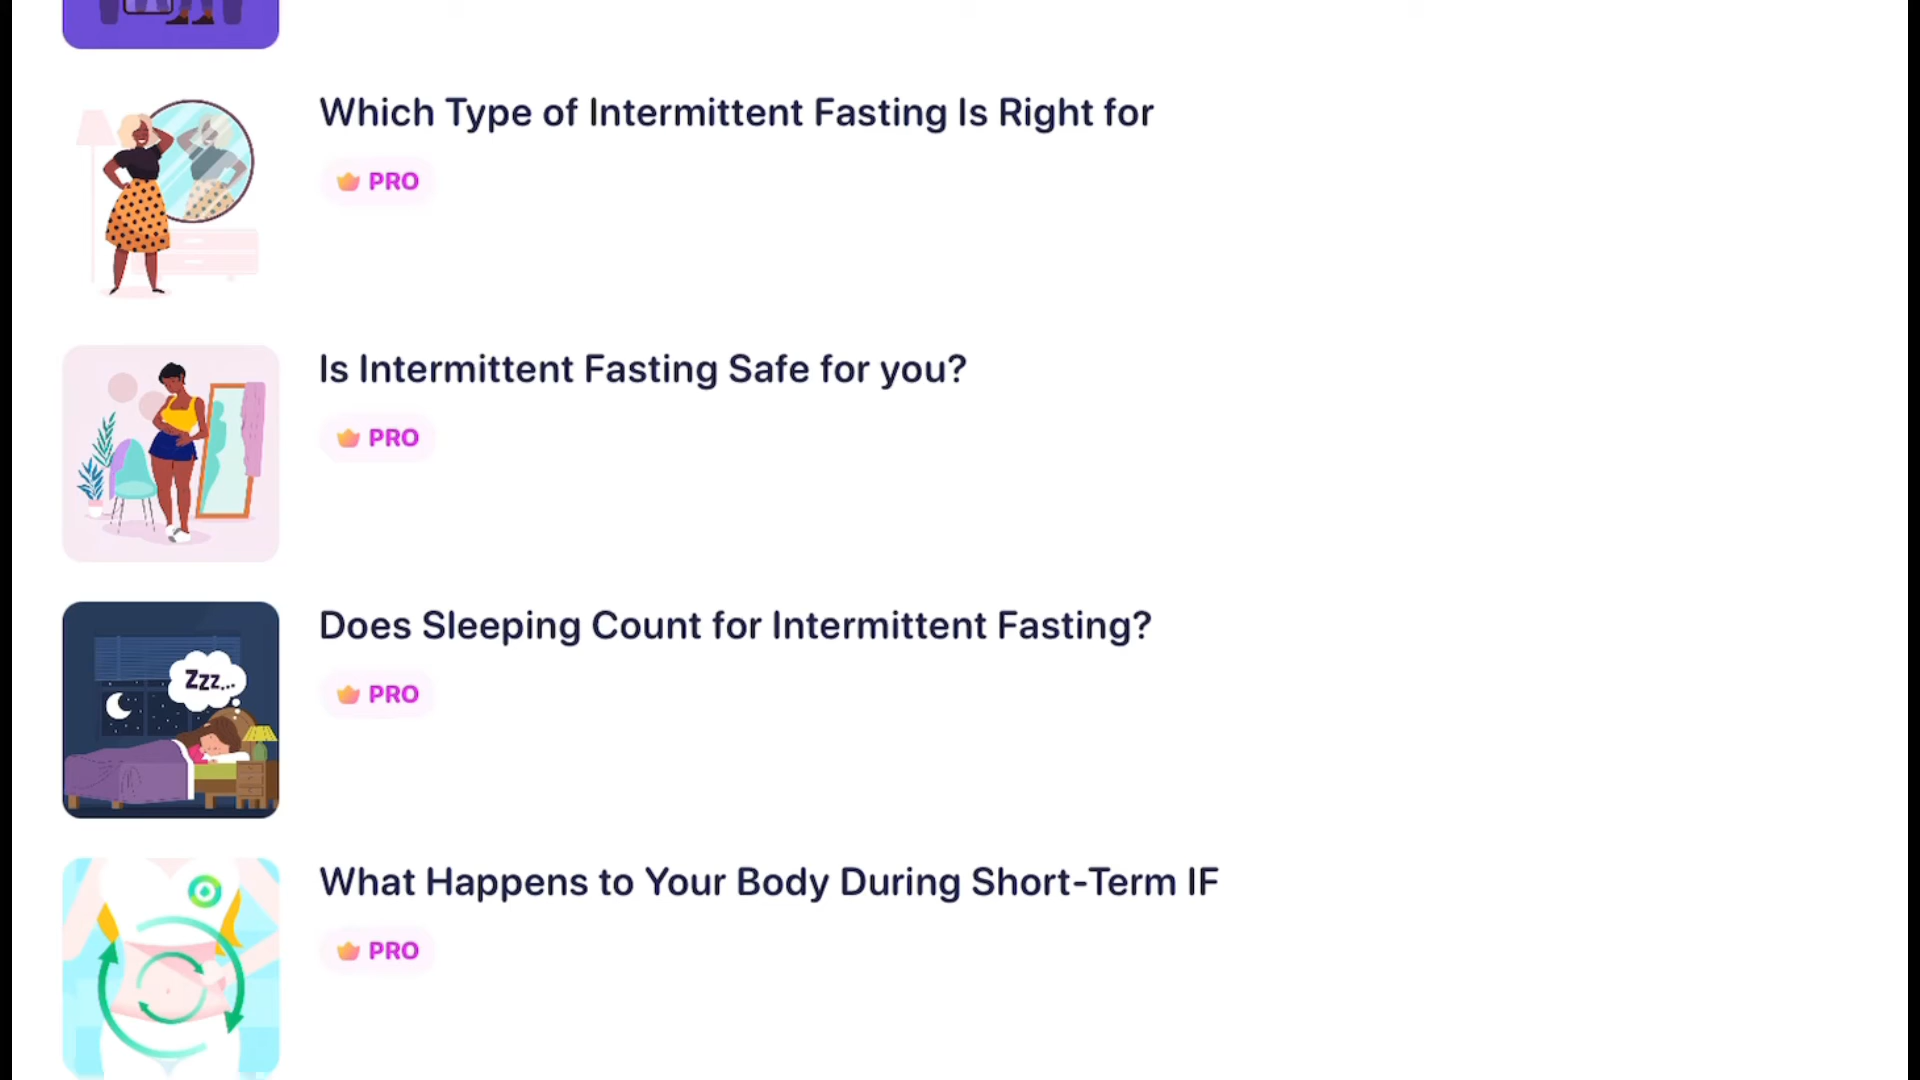 Which Type of Intermittent Fasting Is Right for
PRO
Is Intermittent Fasting Safe for you?
PRO
Does Sleeping Count for Intermittent Fasting?
Zzz...
PRO
What Happens to Your Body During Short-Term IF
PRO